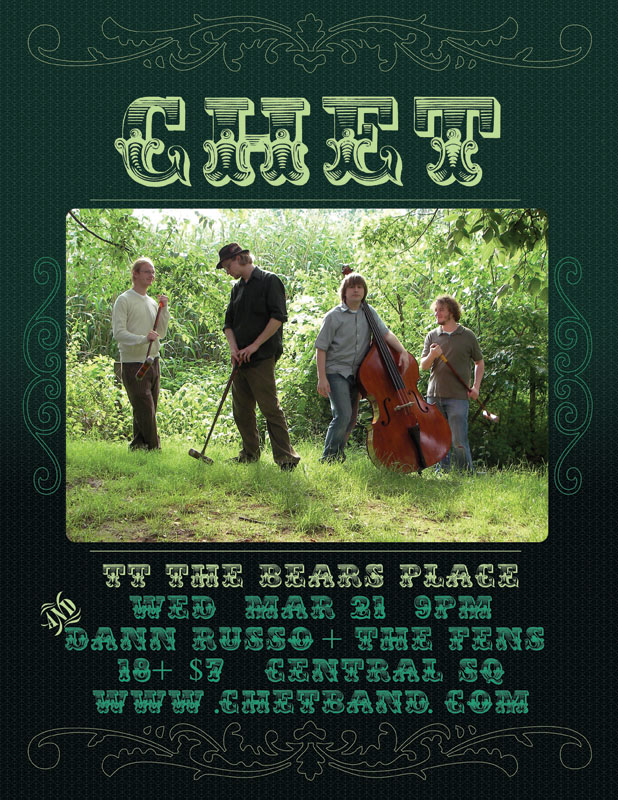 CHET
TT THE BEARS PLACE
WED MAR 21 9PM
AND
DANN RUSSO + THE FENS
18+ $7 CENTRAL SQ
WWW.CHETBAND.COM